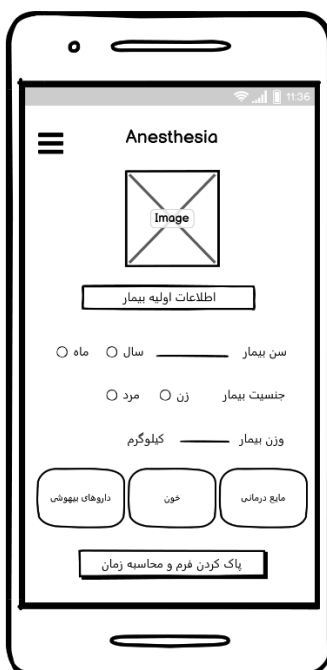 11:36
Anesthesia
Image
اطلاعات اولیه بیمار
سن بیمار سال ماه
جنسیت بیمار زن مرد
وزن بیمار کیلوگرم
مایع درمانی خون داروهای بیهوشی
پاک کردن فرم و محاسبه زمان